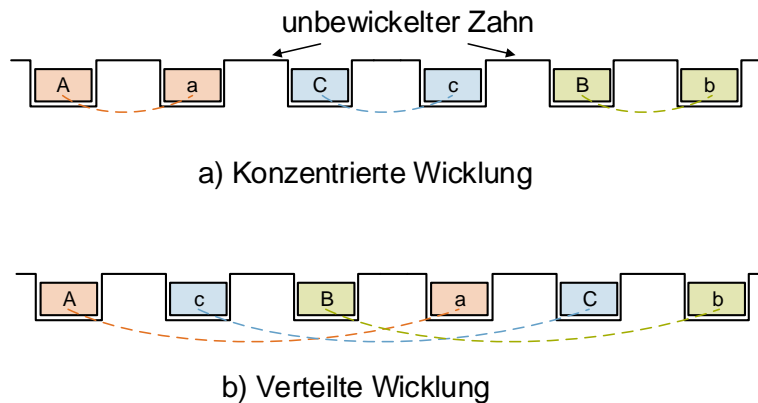 unbewickelter Zahn
A a C c B b
a) Konzentrierte Wicklung
A c B a C b
b) Verteilte Wicklung